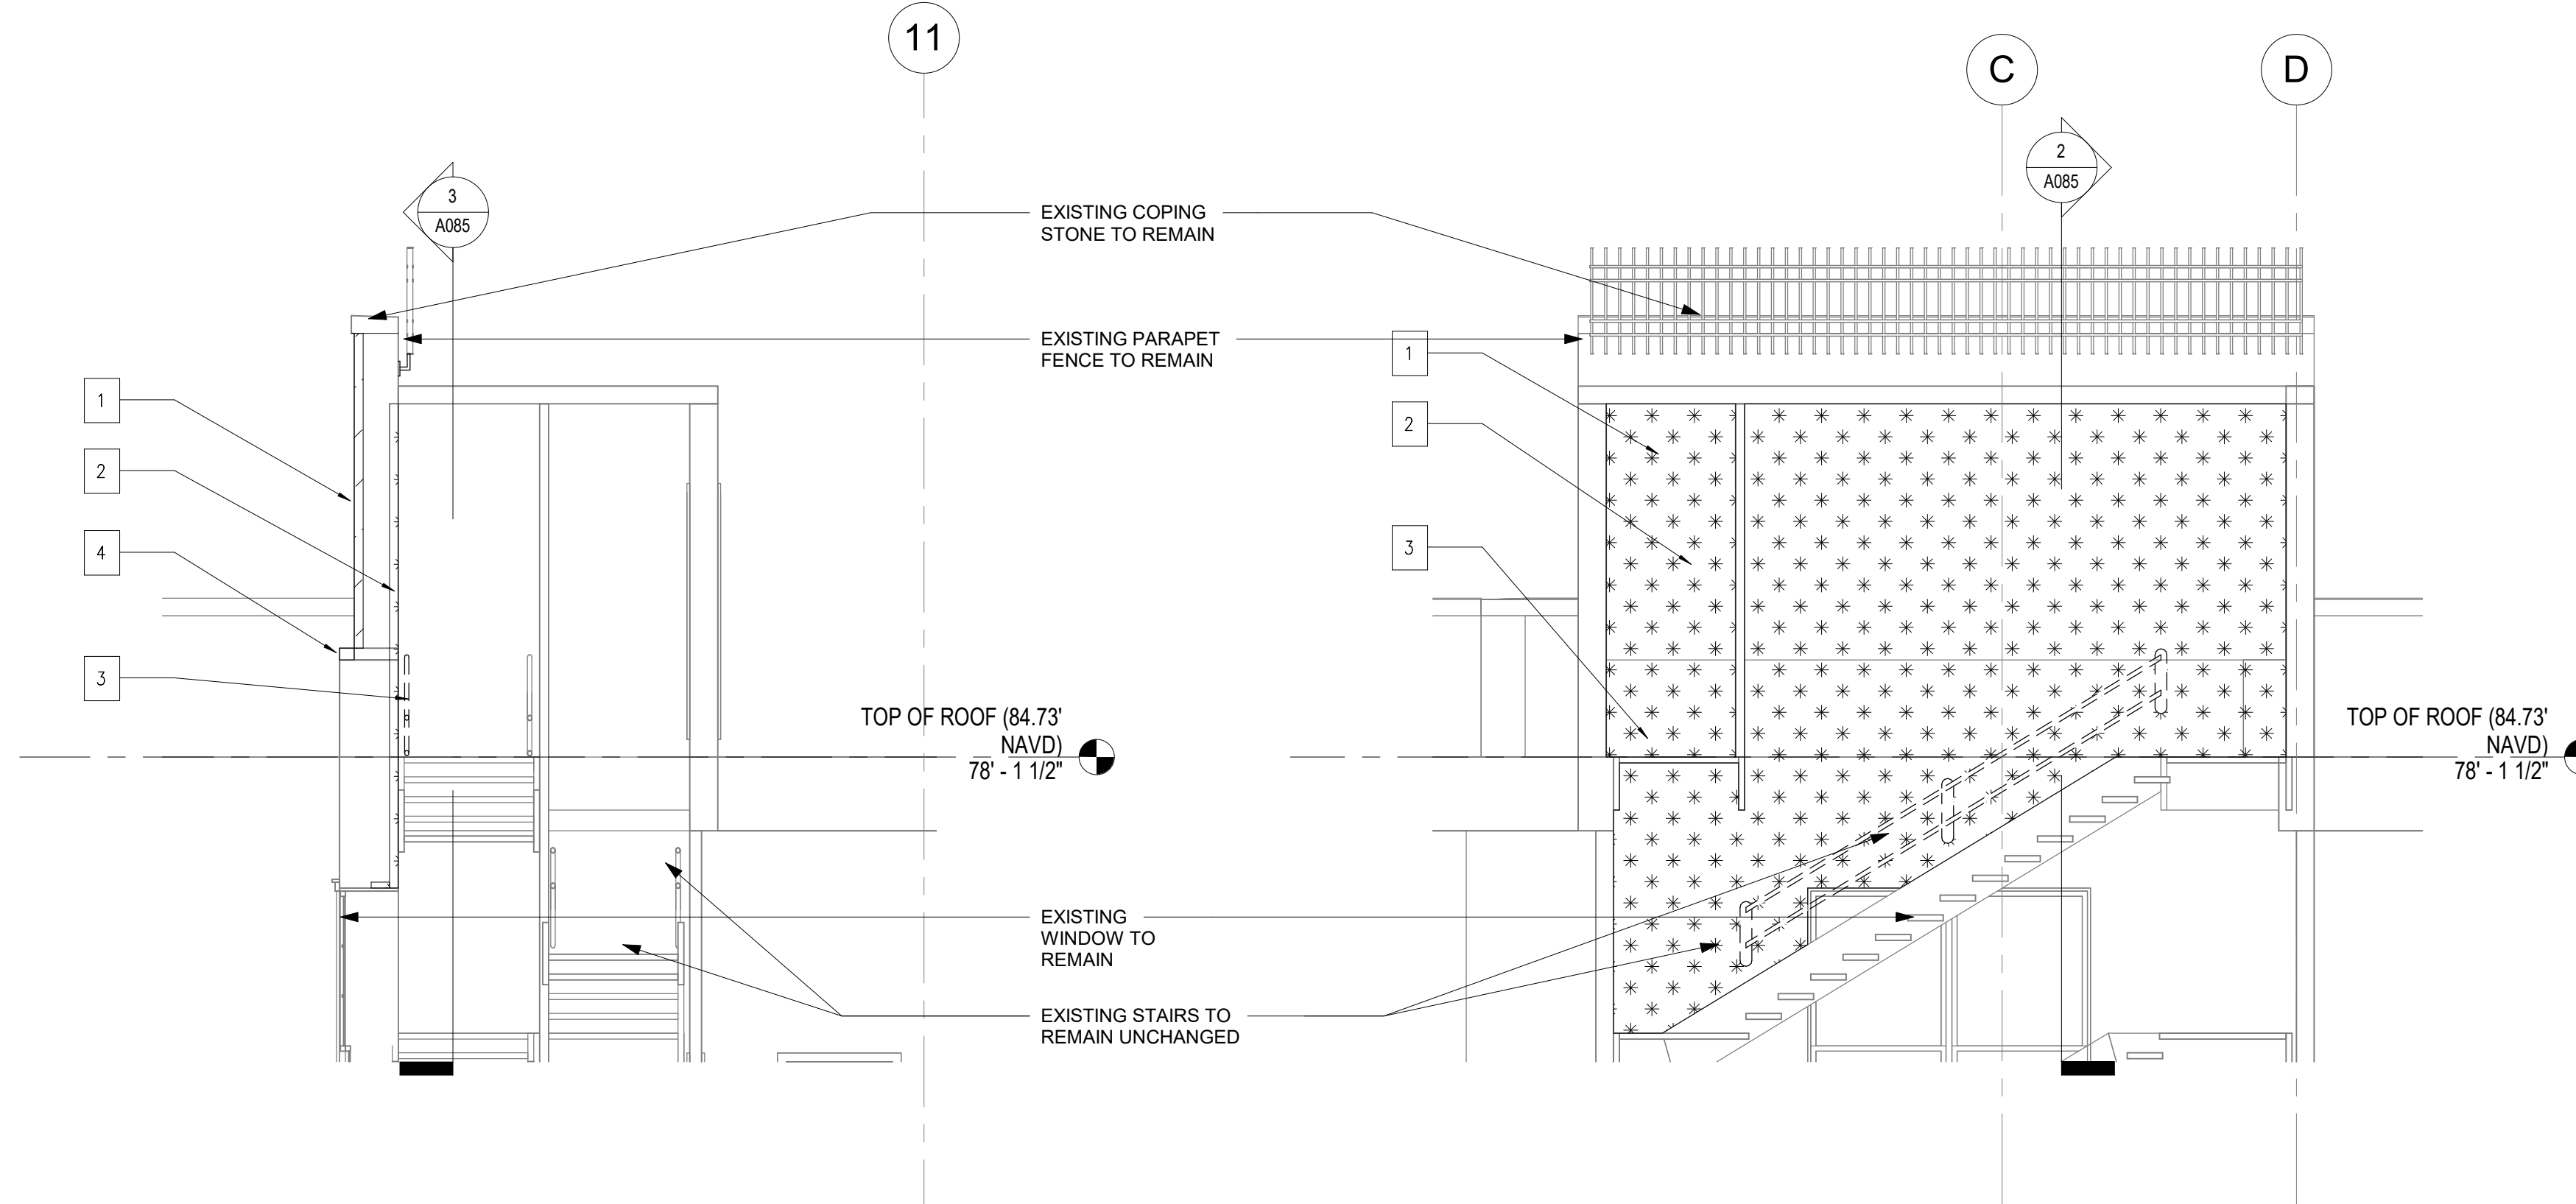 11
C
D
3
A085
2
A085
EXISTING COPING
STONE TO REMAIN
EXISTING PARAPET
FENCE TO REMAIN
1
2
4
3
1
2
3
TOP OF ROOF (84.73'
NAVD)
78' - 1 1/2"
TOP OF ROOF (84.73'
NAVD)
78' - 1 1/2"
EXISTING
WINDOW TO
REMAIN
EXISTING STAIRS TO
REMAIN UNCHANGED